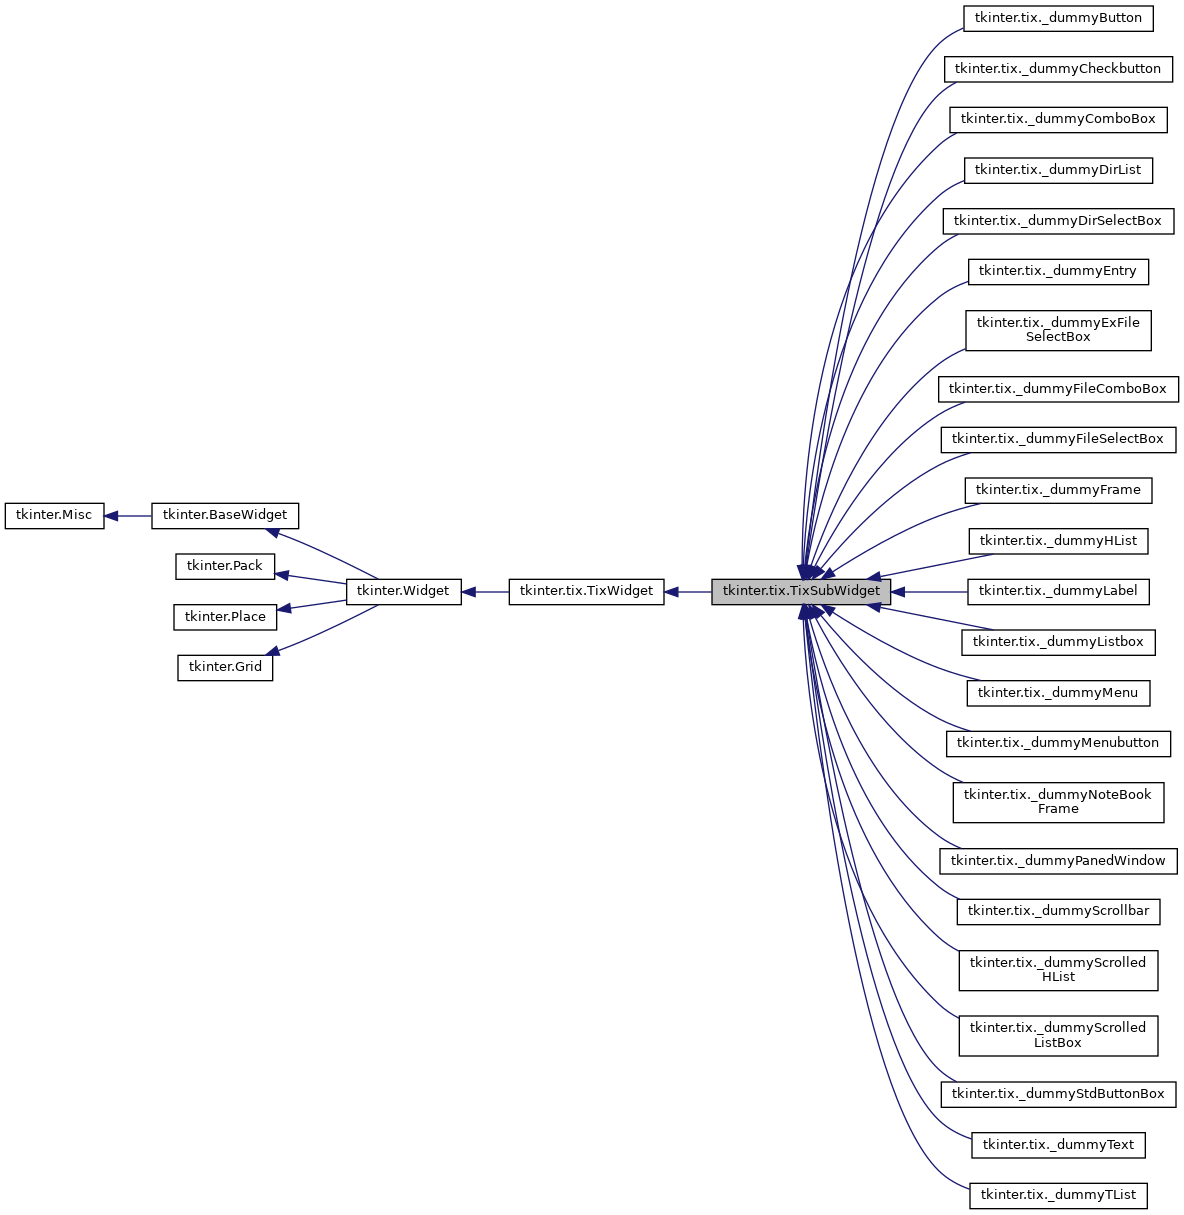 tkinter.tix._dummyButton
tkinter.tix._dummyCheckbutton
tkinter.tix._dummyComboBox
tkinter.tix._dummyDirList
tkinter.tix._dummyDirSelectBox
tkinter.tix._dummyEntry
tkinter.tix._dummyExFile
SelectBox
tkinter.tix._dummyFileComboBox
tkinter.tix._dummyFileSelectBox
tkinter.tix._dummyFrame
tkinter.Misc
tkinter.BaseWidget
tkinter.tix._dummyHList
tkinter.Pack
tkinter.Widget
tkinter.tix.TixWidget
tkinter.tix.TixSubWidget
tkinter.tix._dummyLabel
tkinter.Place
tkinter.tix._dummyListbox
tkinter.Grid
tkinter.tix._dummyMenu
tkinter.tix._dummyMenubutton
tkinter.tix._dummyNoteBook
Frame
tkinter.tix._dummyPanedWindow
tkinter.tix._dummyScrollbar
tkinter.tix._dummyScrolled
HList
tkinter.tix._dummyScrolled
ListBox
tkinter.tix._dummyStdButtonBox
tkinter.tix._dummyText
tkinter.tix._dummyTList